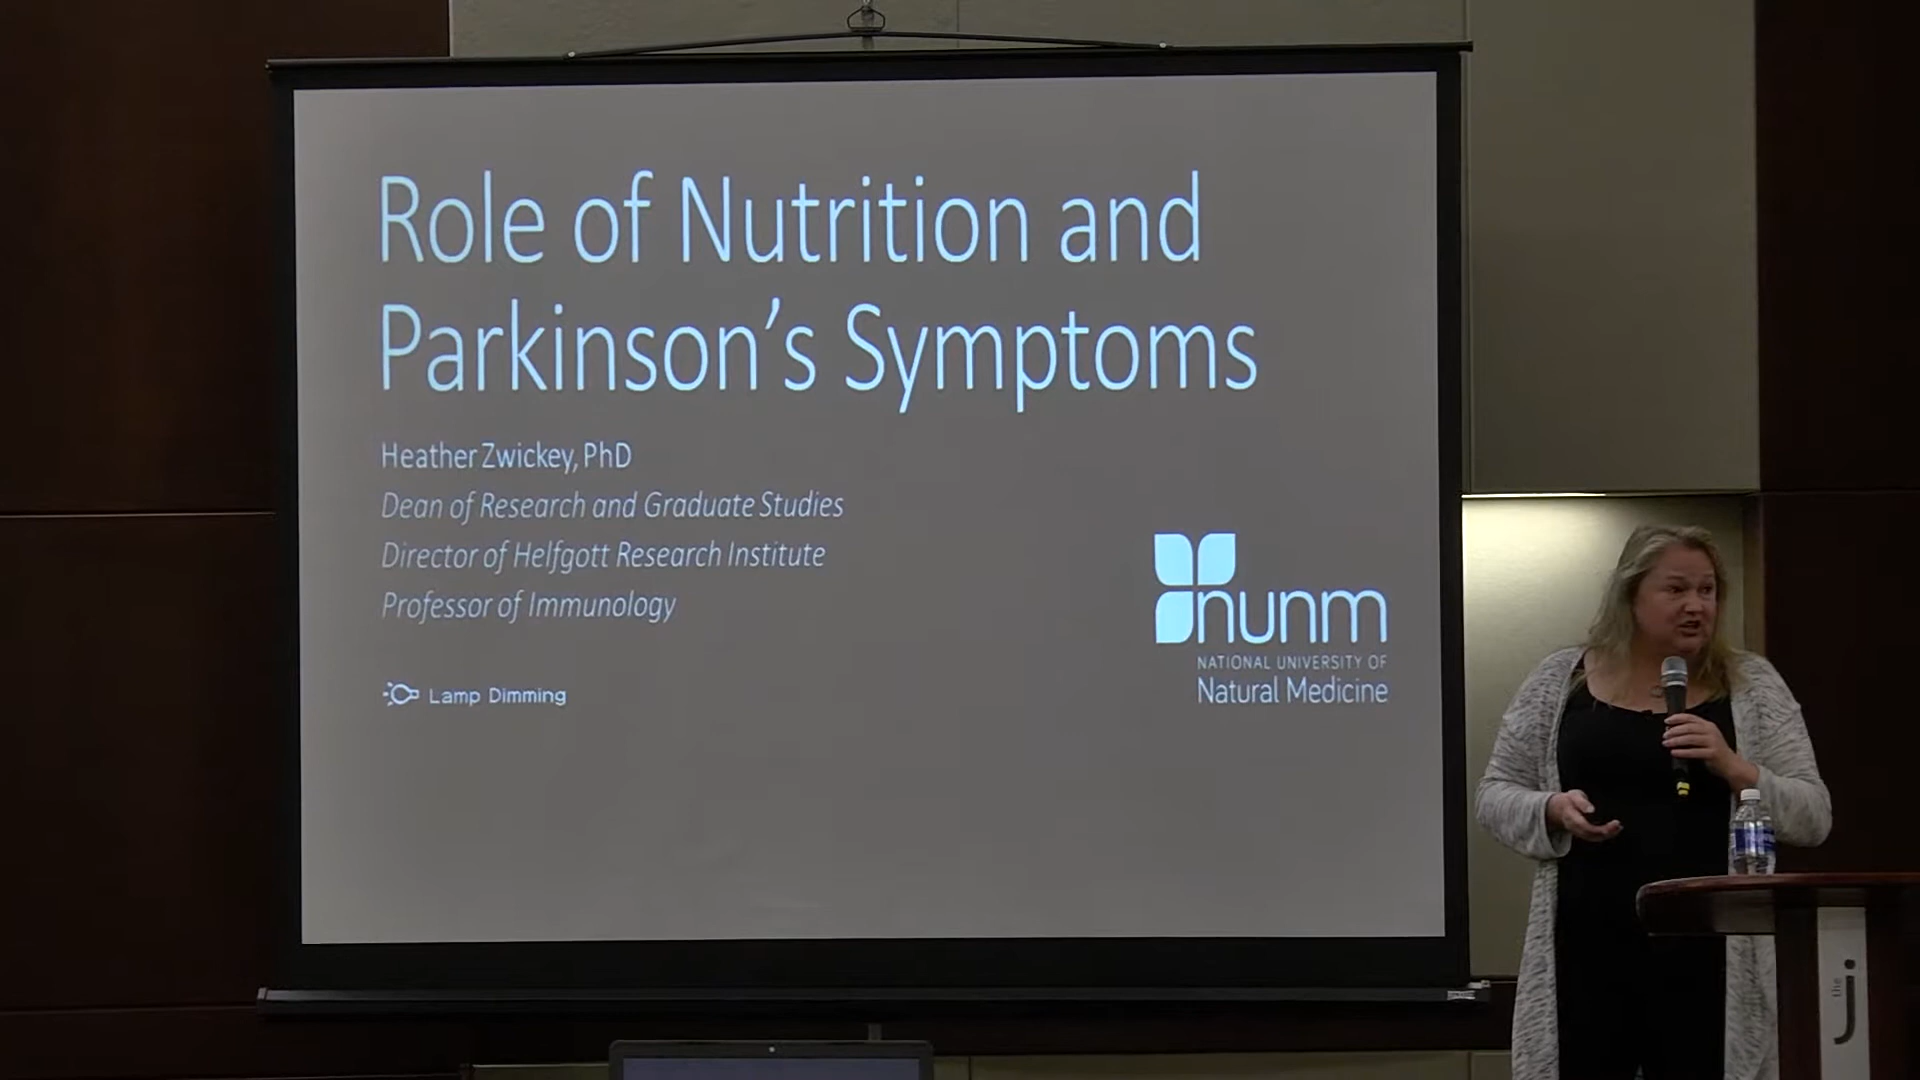 Role of Nutrition and
Parkinson's Symptoms
Heather Zwickey, PhD
Dean of Research and Graduate Studies
Director of Helfgott Research Institute
Professor of Immunology
Lamp Dimming
nunm
NATIONAL UNIVERSITY OF
Natural Medicine
the j